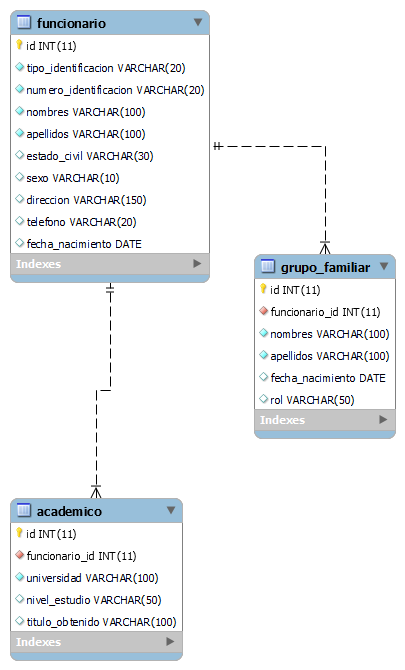 funcionario
id INT(11)
tipo_identificacion VARCHAR(20)
numero_identificacion VARCHAR(20)
nombres VARCHAR(100)
apellidos VARCHAR(100)
estado_civil VARCHAR(30)
sexo VARCHAR(10)
direccion VARCHAR(150)
telefono VARCHAR(20)
fecha_nacimiento DATE
Indexes
grupo_familiar
id INT(11)
funcionario_id INT(11)
nombres VARCHAR(100)
apellidos VARCHAR(100)
fecha_nacimiento DATE
rol VARCHAR(50)
Indexes
academico
id INT(11)
funcionario_id INT(11)
universidad VARCHAR(100)
nivel_estudio VARCHAR(50)
titulo_obtenido VARCHAR(100)
Indexes